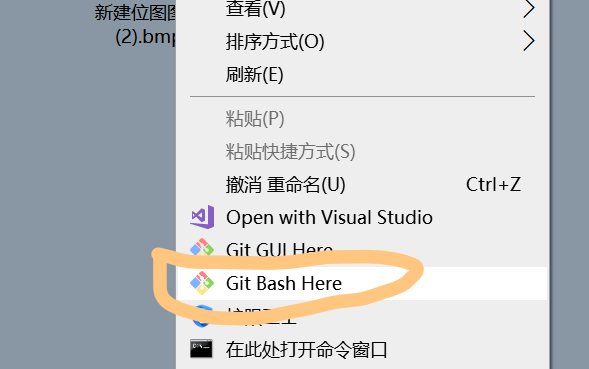 新建位图图
(2).bmp
查看(V)
排序方式(O)
刷新(E)
粘贴(P)
粘贴快捷方式(S)
撤消 重命名(U) Ctrl+Z
Open with Visual Studio
Git GUI Here
Git Bash Here
在此处打开命令窗口